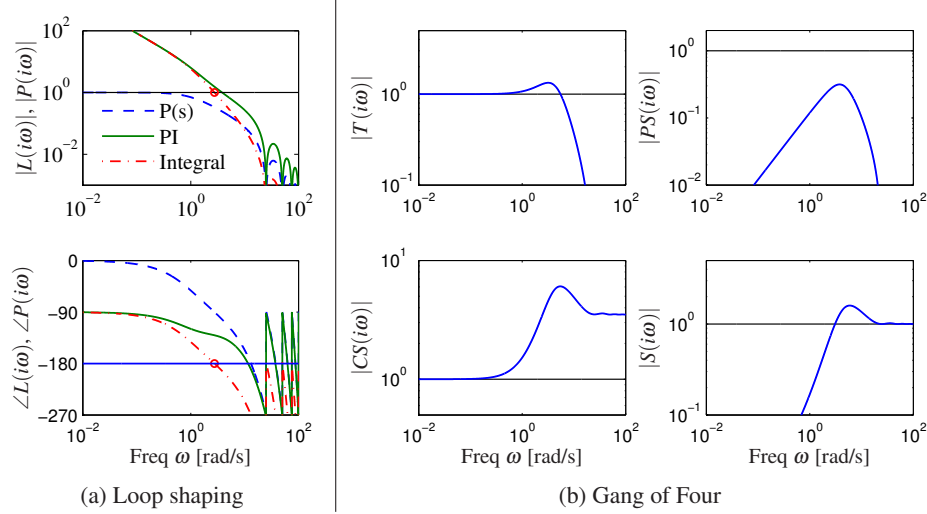 10^2
10^0
10^-2
|L(iω)|, |P(iω)|
P(s)
PI
Integral
10^-2
10^0
10^2
0
−90
−180
−270
∠L(iω), ∠P(iω)
10^-2
10^0
10^2
Freq ω [rad/s]
(a) Loop shaping
10^0
10^-1
|T(iω)|
10^-2
10^0
10^2
10^0
10^-1
10^-2
|PS(iω)|
10^-2
10^0
10^2
10^1
10^0
|CS(iω)|
10^-2
10^0
10^2
Freq ω [rad/s]
10^0
10^-1
|S(iω)|
10^-2
10^0
10^2
Freq ω [rad/s]
(b) Gang of Four